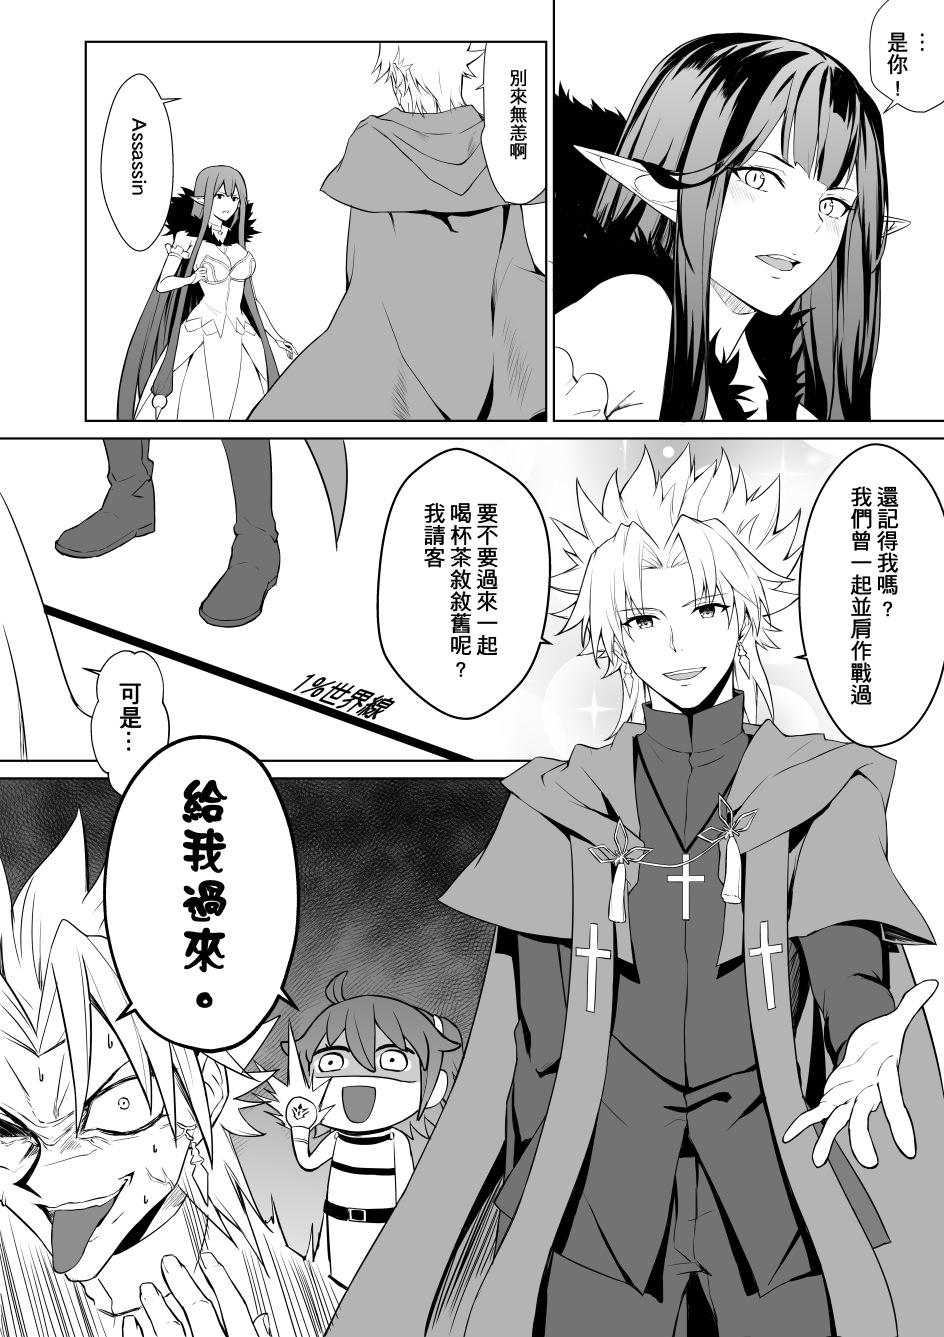 …
是你！
別來無恙啊
Assassin
還記得我嗎？
我們曾一起並肩作戰過
要不要過來一起
喝杯茶敘敘舊呢？
我請客
1%世界線
可是…
給我過來。